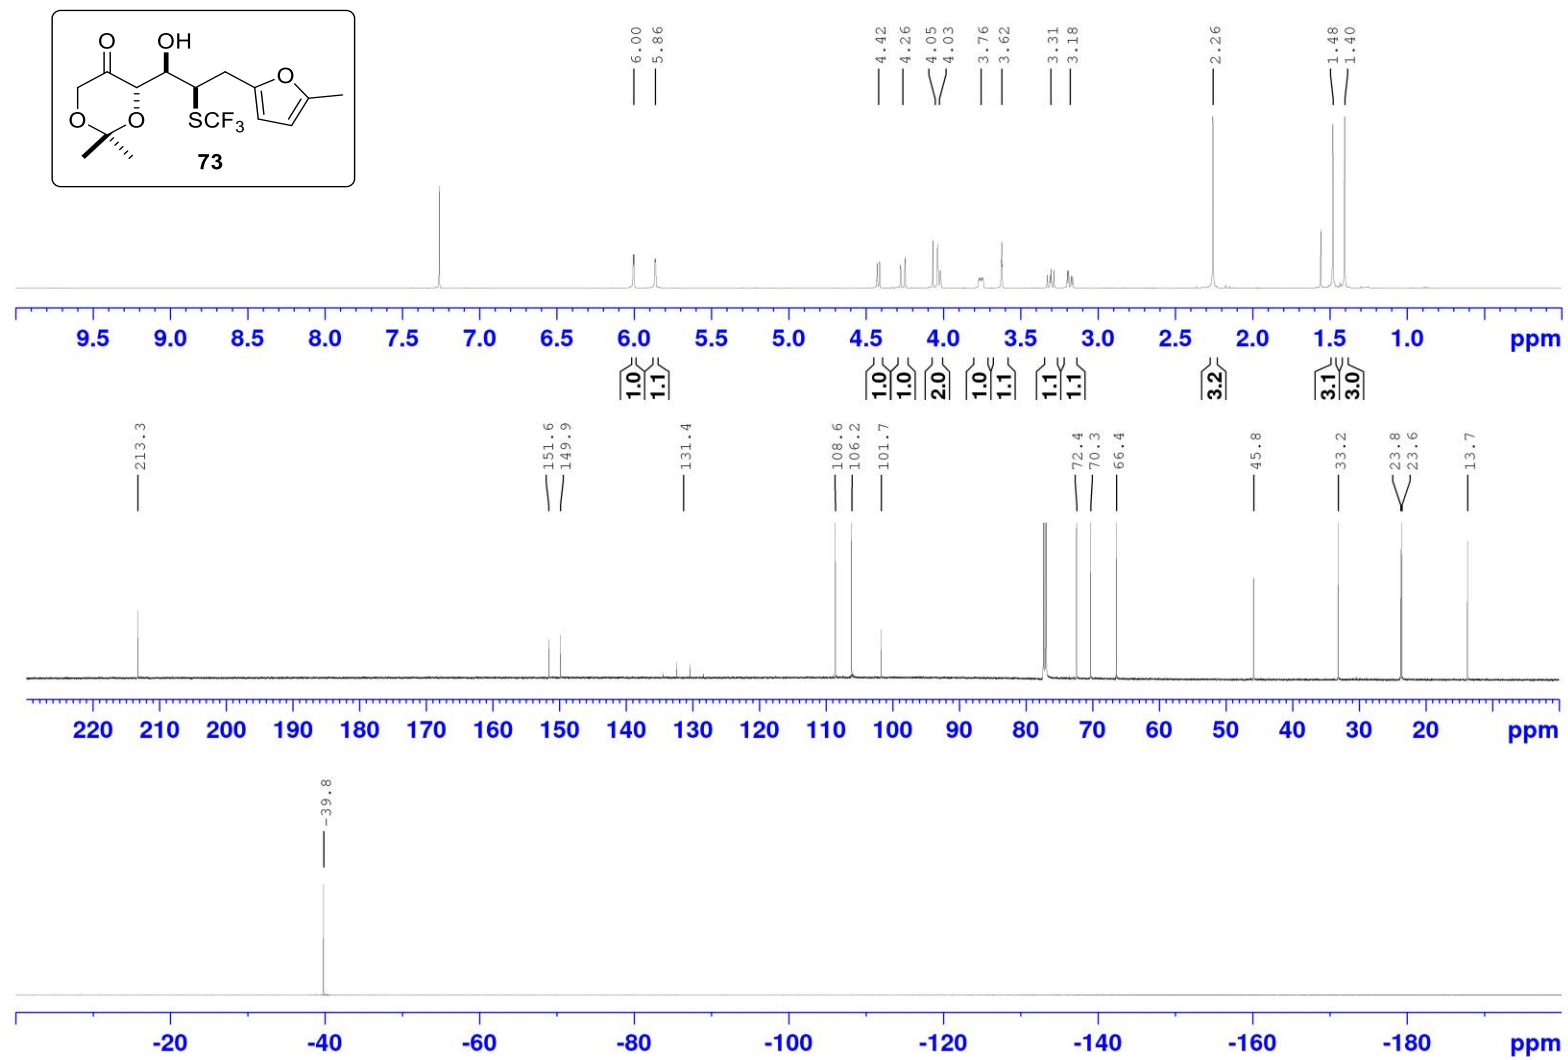 O OH
O
O O
SCF3
73
6.00 5.86 4.42 4.26 4.05 4.03 3.76 3.62 3.31 3.18 2.26 1.48 1.40
9.5 9.0 8.5 8.0 7.5 7.0 6.5 6.0 5.5 5.0 4.5 4.0 3.5 3.0 2.5 2.0 1.5 1.0 ppm
1.0 1.1 1.0 1.0 2.0 1.0 1.1 1.1 1.1 3.2 3.1 3.0
213.3 151.6 149.9 131.4 108.6 106.2 101.7 72.4 70.3 66.4 45.8 33.2 23.8 23.6 13.7
220 210 200 190 180 170 160 150 140 130 120 110 100 90 80 70 60 50 40 30 20 ppm
-39.8
-20 -40 -60 -80 -100 -120 -140 -160 -180 ppm